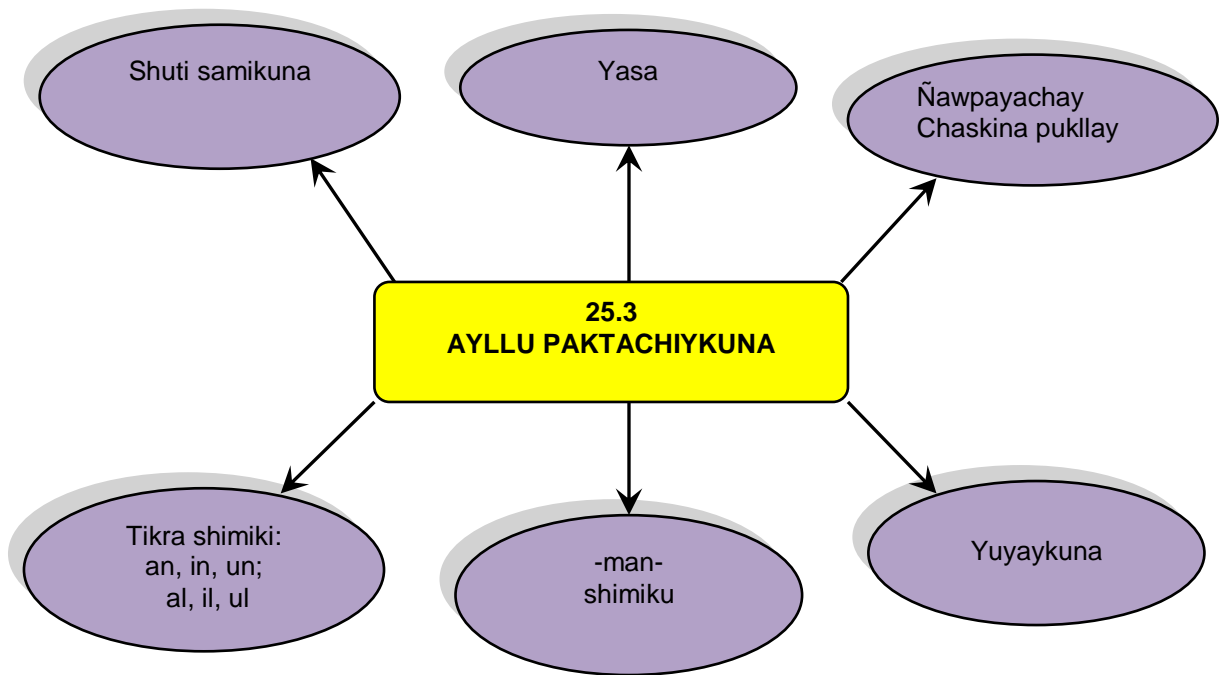 Shuti samikuna
Yasa
Ñawpayachay
Chaskina pukllay
25.3
AYLLU PAKTACHIYKUNA
Tikra shimiki:
an, in, un;
al, il, ul
-man-
shimiku
Yuyaykuna